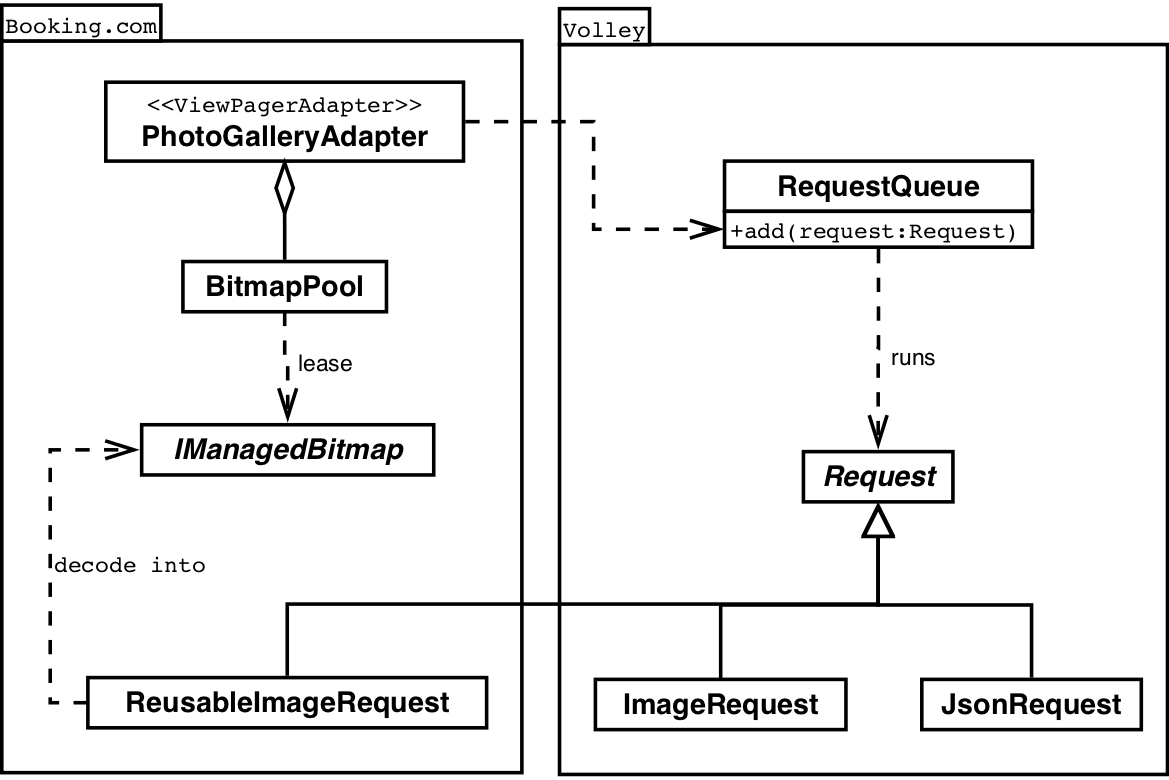 Booking.com
<<ViewPagerAdapter>>
PhotoGalleryAdapter
BitmapPool
lease
IManagedBitmap
decode into
ReusableImageRequest
Volley
RequestQueue
+add(request:Request)
runs
Request
ImageRequest
JsonRequest